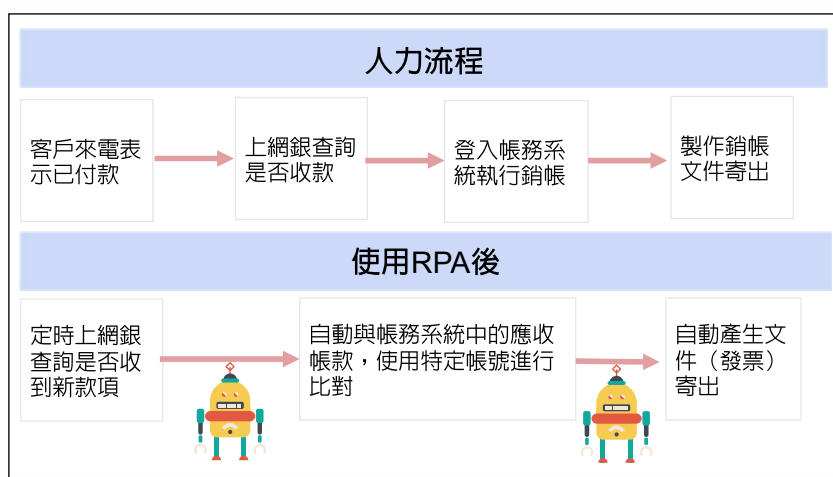 人力流程
客戶來電表
示已付款
上網銀查詢
是否收款
登入帳務系
統執行銷帳
製作銷帳
文件寄出
使用RPA後
定時上網銀
查詢是否收
到新款項
自動與帳務系統中的應收
帳款，使用特定帳號進行
比對
自動產生文
件（發票）
寄出